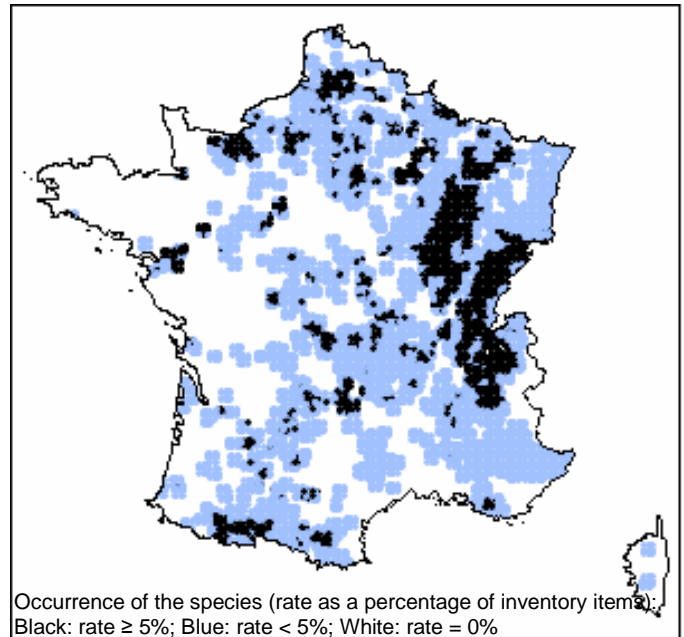 Occurrence of the species (rate as a percentage of inventory items):
Black: rate ≥ 5%; Blue: rate < 5%; White: rate = 0%